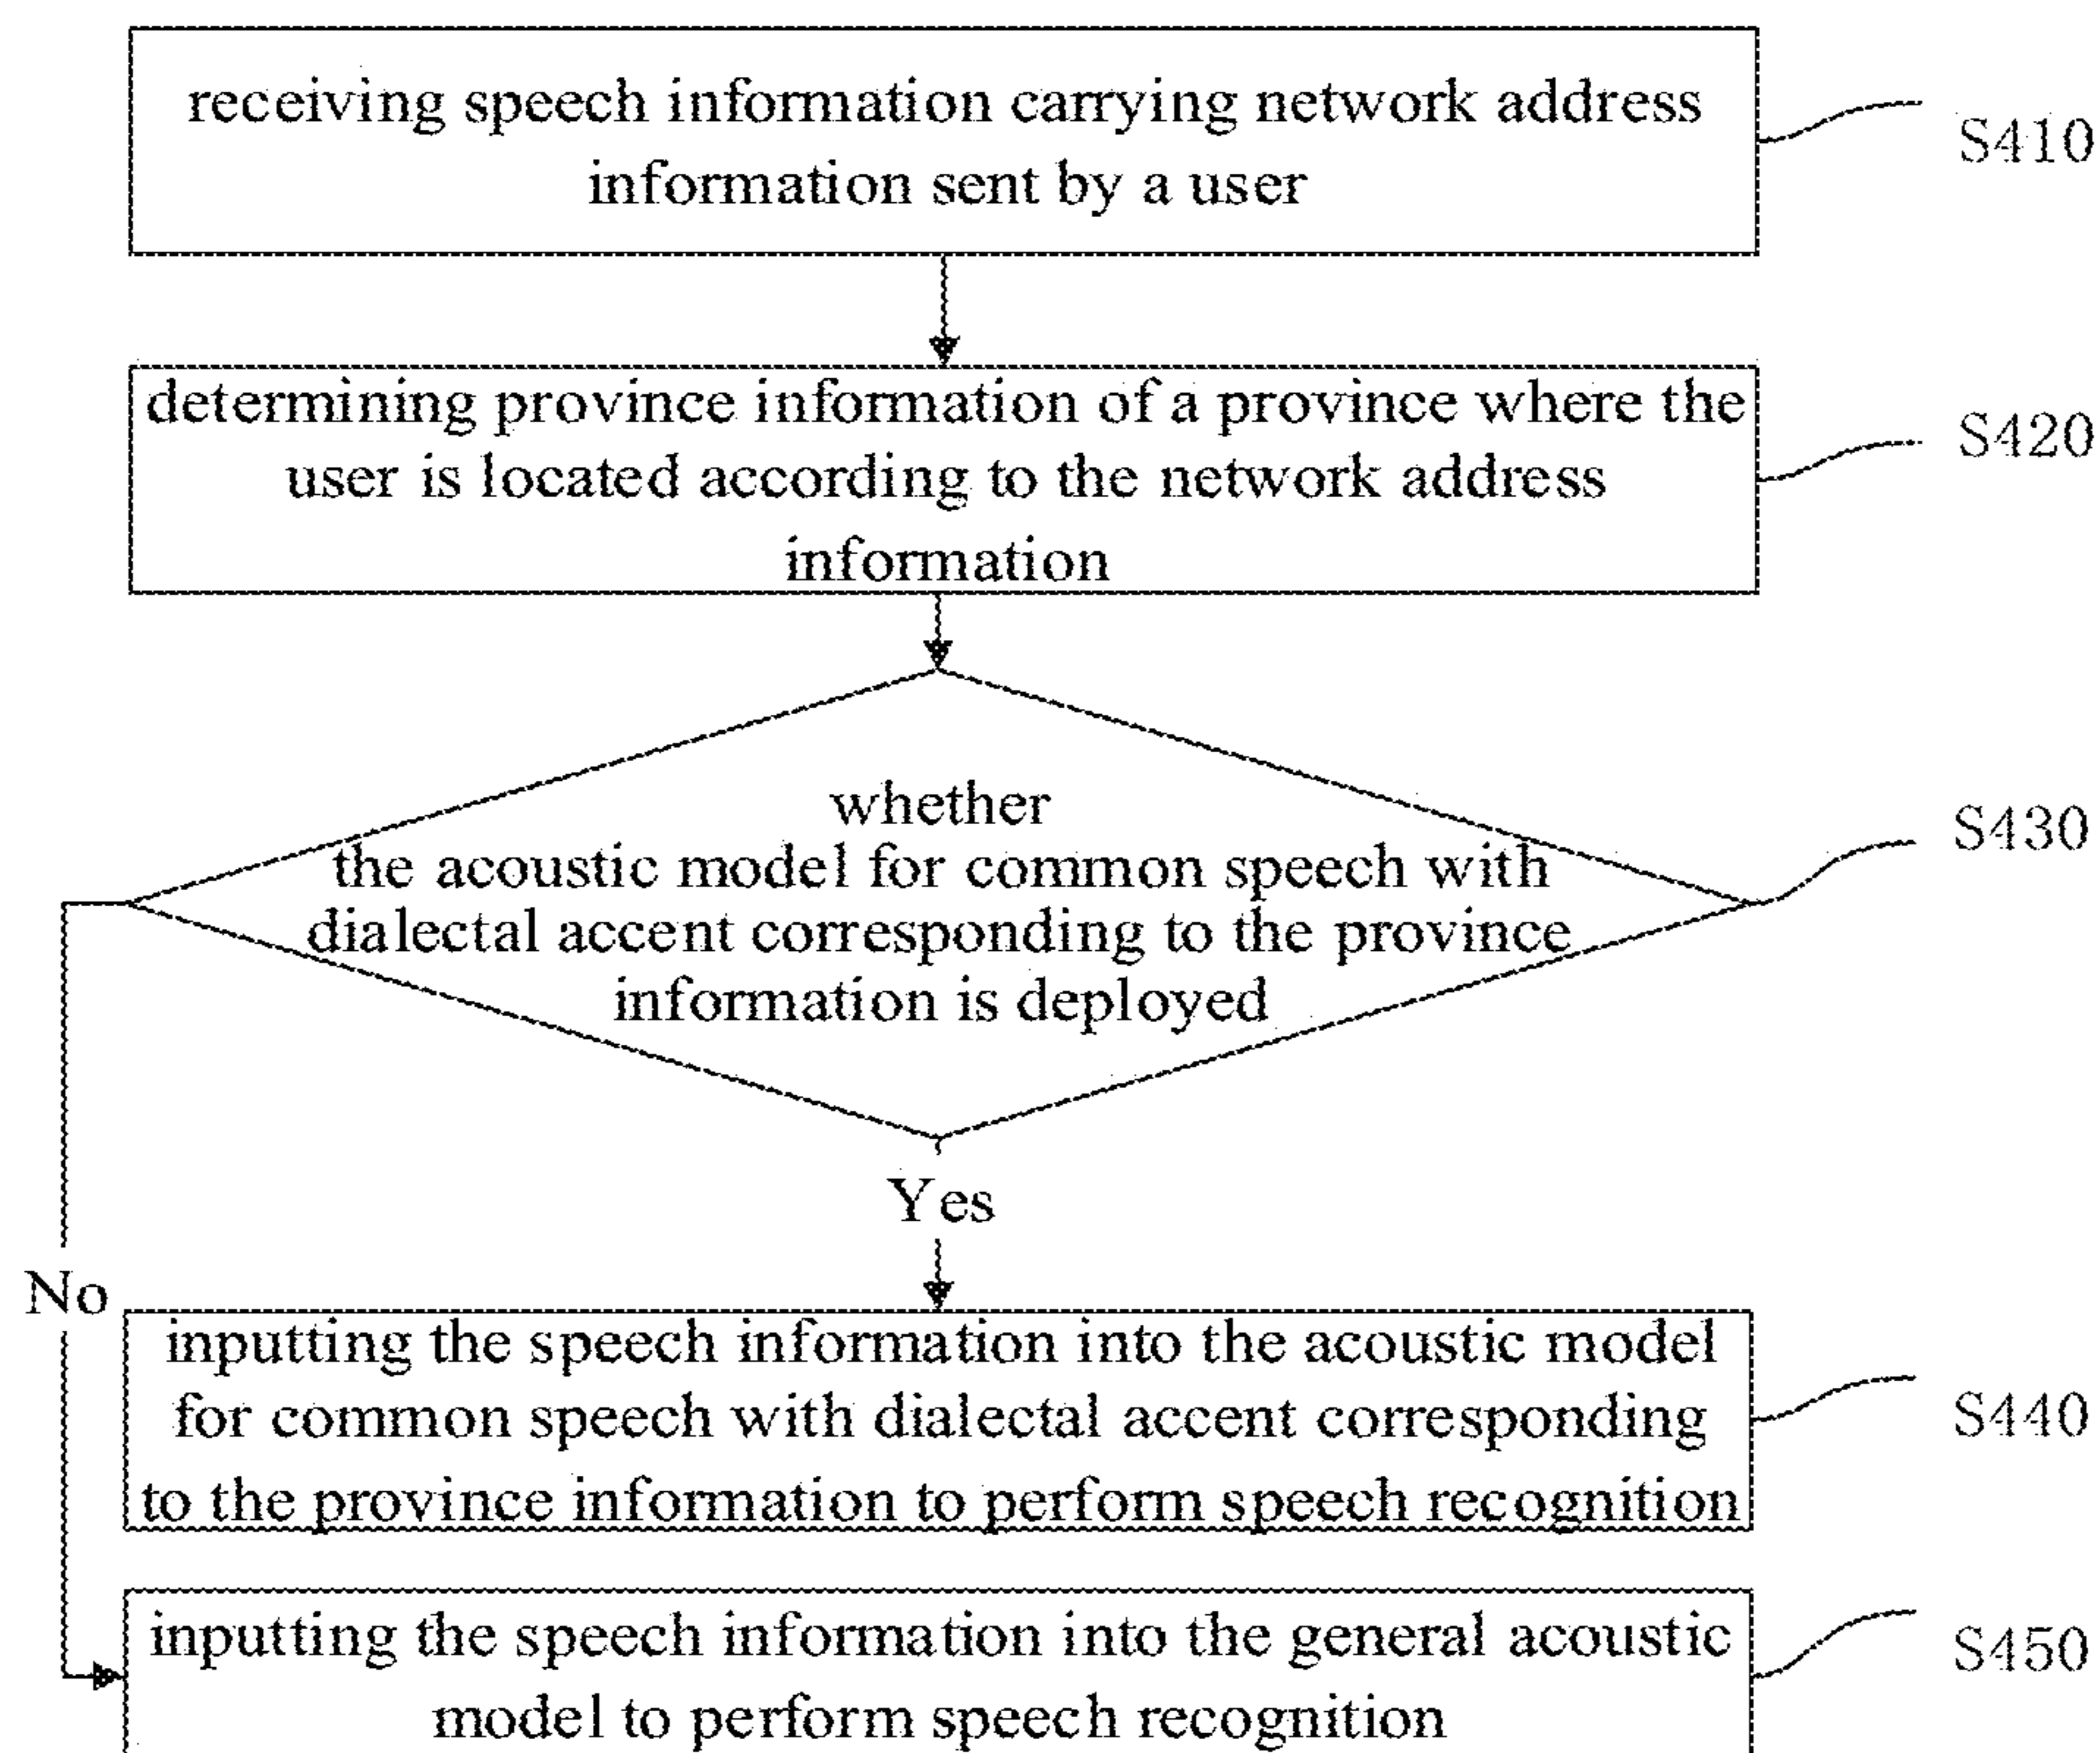 receiving speech information carrying network address
information sent by a user
S410
determining province information of a province where the
user is located according to the network address
information
S420
whether
the acoustic model for common speech with
dialectal accent corresponding to the province
information is deployed
S430
Yes
No
inputting the speech information into the acoustic model
for common speech with dialectal accent corresponding
to the province information to perform speech recognition
S440
inputting the speech information into the general acoustic
model to perform speech recognition
S450